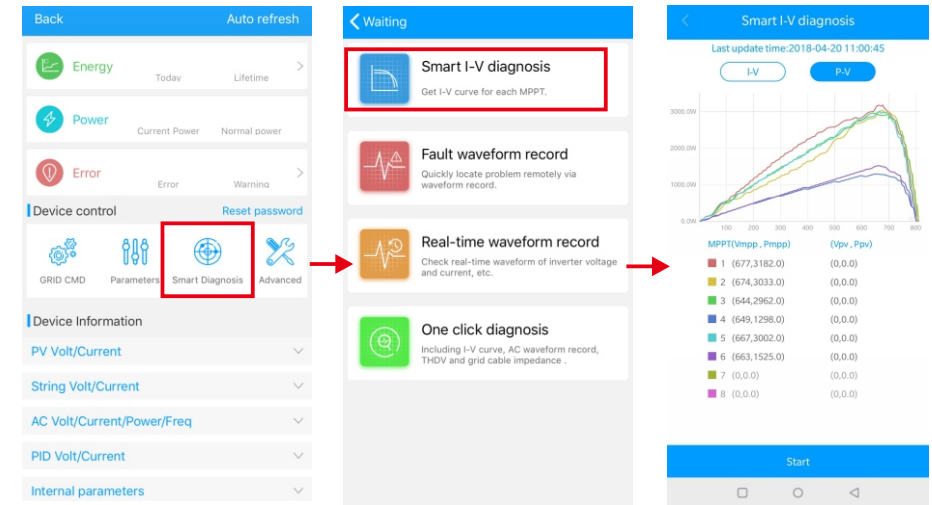 Back
Auto refresh
Energy
Today
Lifetime
Power
Current Power
Normal power
Error
Error
Warning
Device control
Reset password
GRID CMD
Parameters
Smart Diagnosis
Advanced
Device Information
PV Volt/Current
String Volt/Current
AC Volt/Current/Power/Freq
PID Volt/Current
Internal parameters
Waiting
Smart I-V diagnosis
Get I-V curve for each MPPT.
Fault waveform record
Quickly locate problem remotely via
waveform record.
Real-time waveform record
Check real-time waveform of inverter voltage
and current, etc.
One click diagnosis
Including I-V curve, AC waveform record,
THDV and grid cable impedance .
Smart I-V diagnosis
Last update time:2018-04-20 11:00:45
I-V
P-V
3000.0W
2000.0W
1000.0W
0.0W
100 200 300 400 500 600 700 800
MPPT(Vmpp , Pmpp) (Vpv , Ppv)
1 (677,3182.0) (0,0.0)
2 (674,3033.0) (0,0.0)
3 (644,2962.0) (0,0.0)
4 (649,1298.0) (0,0.0)
5 (667,3002.0) (0,0.0)
6 (663,1525.0) (0,0.0)
7 (0,0.0) (0,0.0)
8 (0,0.0) (0,0.0)
Start